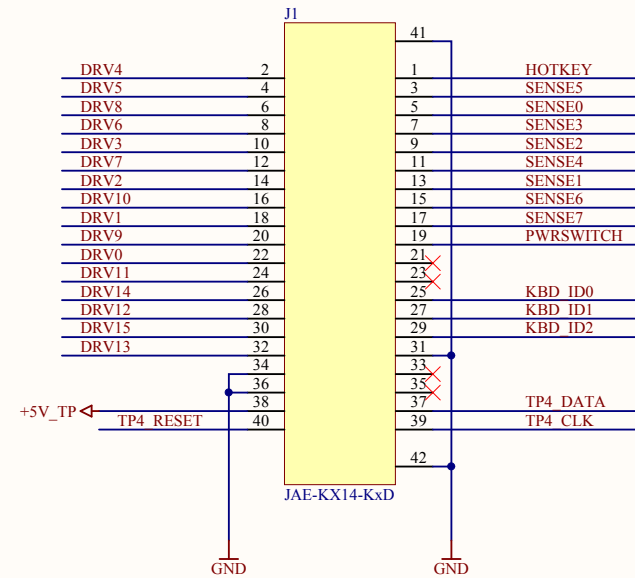 J1
41
DRV4 2 1 HOTKEY
DRV5 4 3 SENSE5
DRV8 6 5 SENSE0
DRV6 8 7 SENSE3
DRV3 10 9 SENSE2
DRV7 12 11 SENSE4
DRV2 14 13 SENSE1
DRV10 16 15 SENSE6
DRV1 18 17 SENSE7
DRV9 20 19 PWRSWITCH
DRV0 22 21
DRV11 24 23
DRV14 26 25 KBD_ID0
DRV12 28 27 KBD_ID1
DRV15 30 29 KBD_ID2
DRV13 32 31
34 33
36 35
+5V_TP 38 37 TP4_DATA
TP4_RESET 40 39 TP4_CLK
42
JAE-KX14-KxD
GND GND